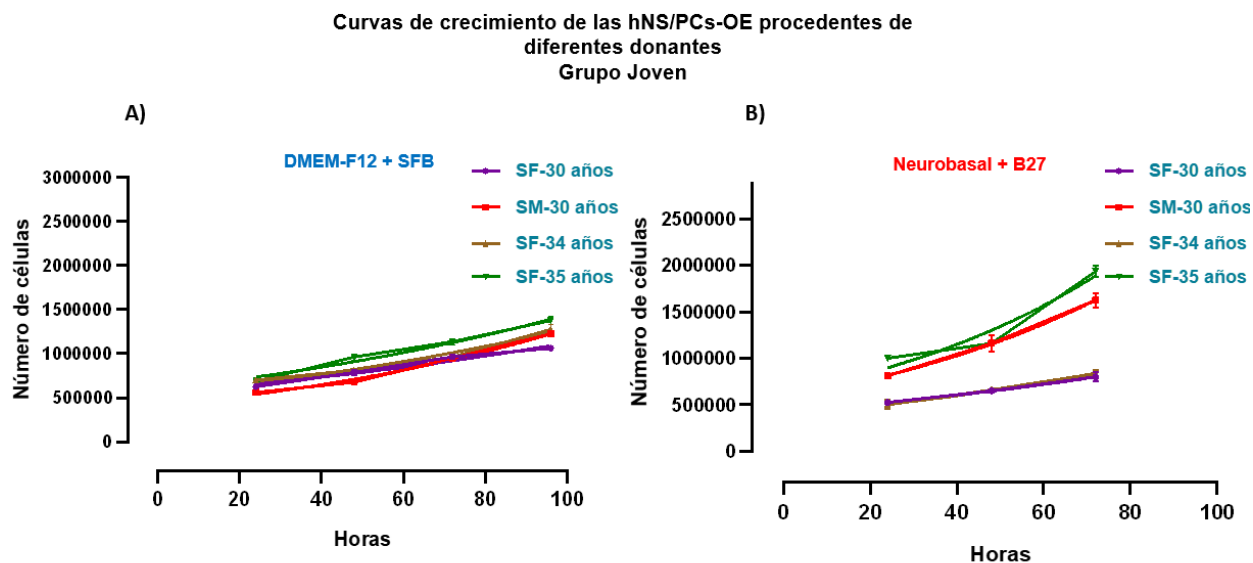 Curvas de crecimiento de las hNS/PCs-OE procedentes de
diferentes donantes
Grupo Joven
A)
DMEM-F12 + SFB
SF-30 años
SM-30 años
SF-34 años
SF-35 años
Número de células
3000000
2500000
2000000
1500000
1000000
500000
0
0 20 40 60 80 100
Horas
B)
Neurobasal + B27
SF-30 años
SM-30 años
SF-34 años
SF-35 años
Número de células
2500000
2000000
1500000
1000000
500000
0
0 20 40 60 80 100
Horas